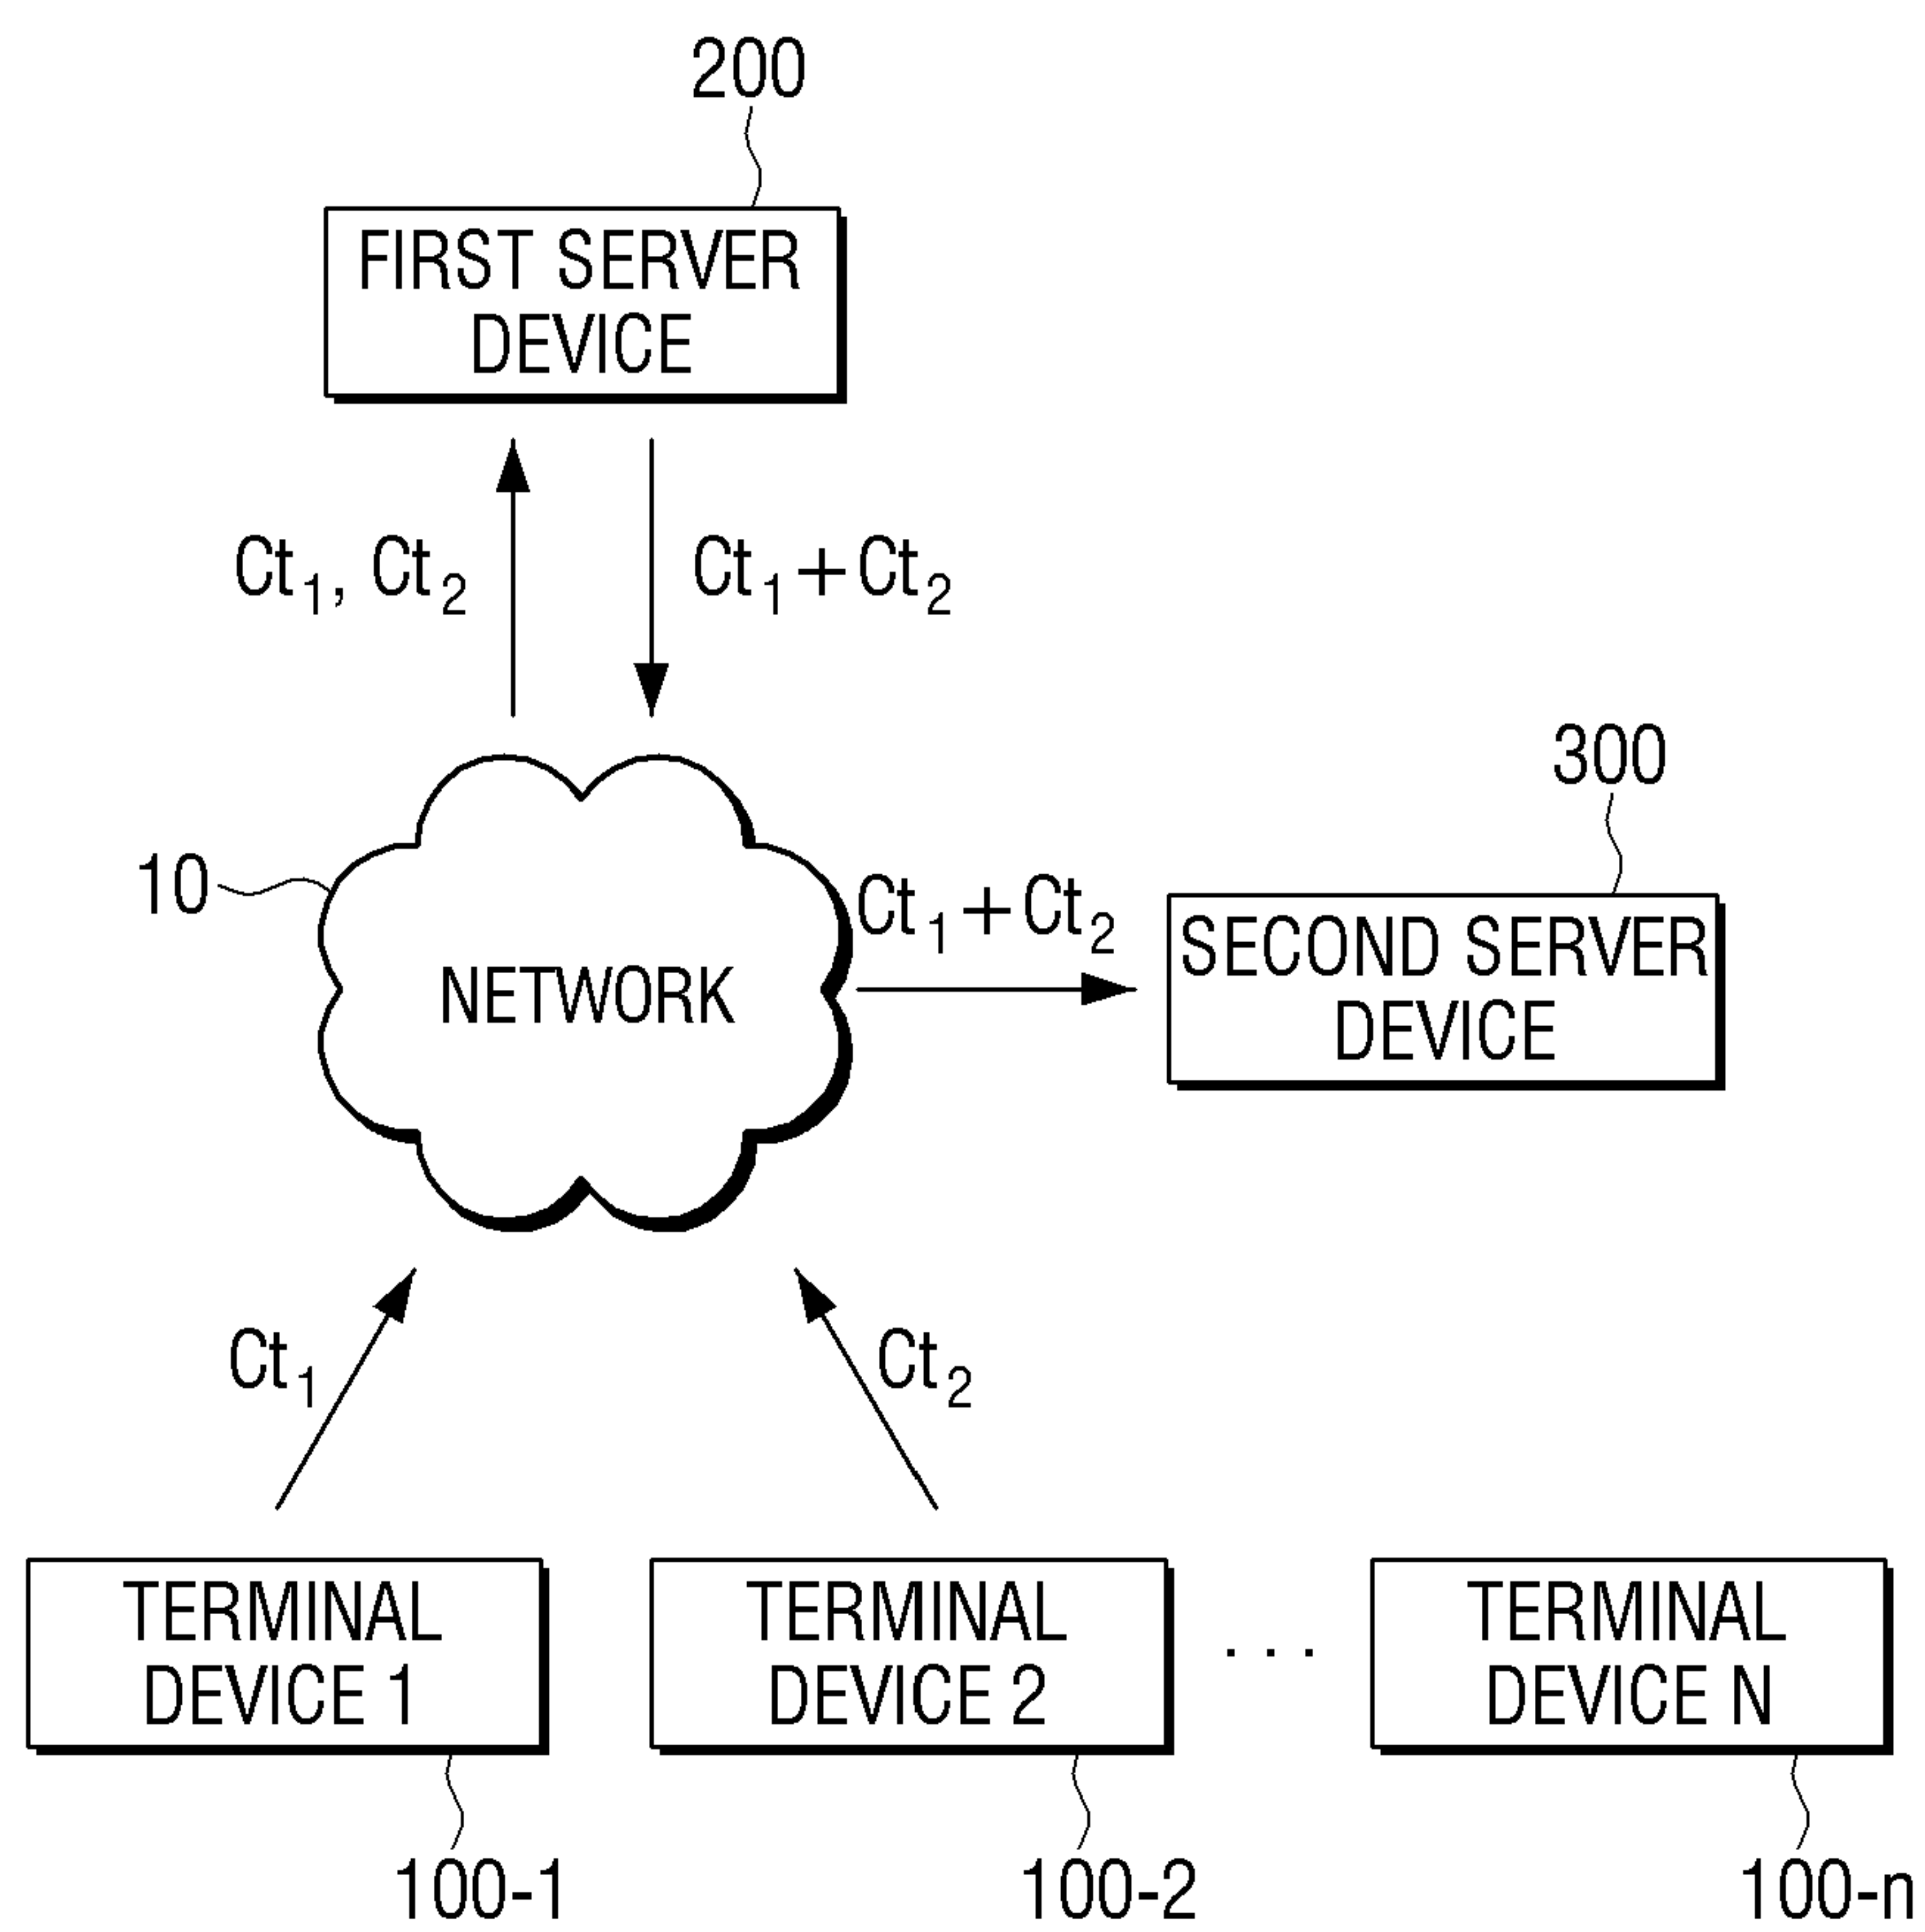 200
FIRST SERVER
DEVICE
Ct₁, Ct₂
Ct₁+Ct₂
300
10
Ct₁+Ct₂
SECOND SERVER
DEVICE
NETWORK
Ct₁
Ct₂
TERMINAL
DEVICE 1
TERMINAL
DEVICE 2
...
TERMINAL
DEVICE N
100-1
100-2
100-n